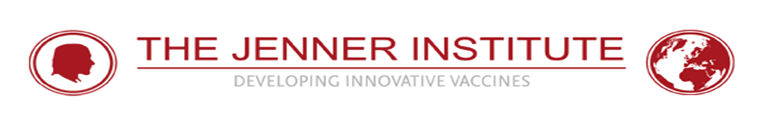 THE JENNER INSTITUTE
DEVELOPING INNOVATIVE VACCINES